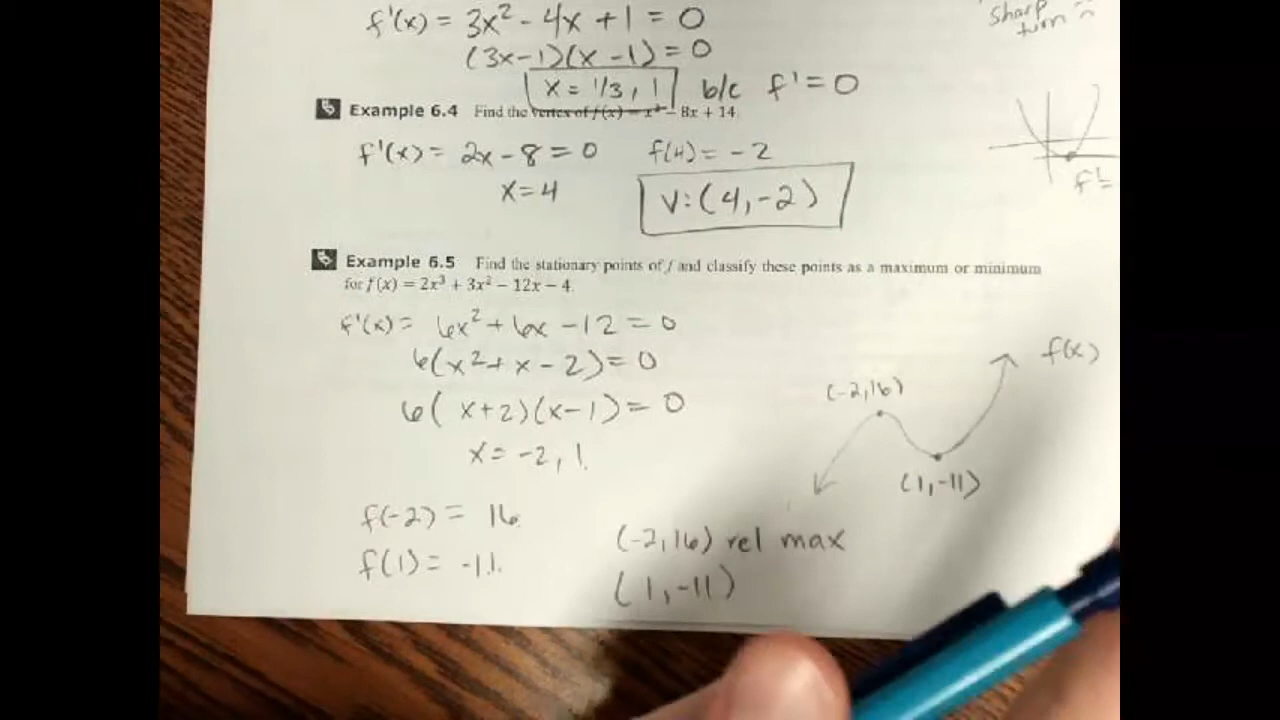 f'(x) = 3x² - 4x + 1 = 0
(3x-1)(x-1) = 0
x = 1/3, 1 b/c f' = 0
sharp
turn
Example 6.4 Find the vertex of f(x) = x² – 8x + 14.
f'(x) = 2x - 8 = 0 f(4) = -2
x = 4 v: (4, -2)
f'=
Example 6.5 Find the stationary points of f and classify these points as a maximum or minimum
for f(x) = 2x³ + 3x² – 12x – 4.
f'(x) = 6x² + 6x - 12 = 0
6(x² + x - 2) = 0
6(x+2)(x-1) = 0
x = -2, 1
f(x)
(-2, 16)
(1, -11)
f(-2) = 16
f(1) = -11
(-2, 16) rel max
(1, -11)